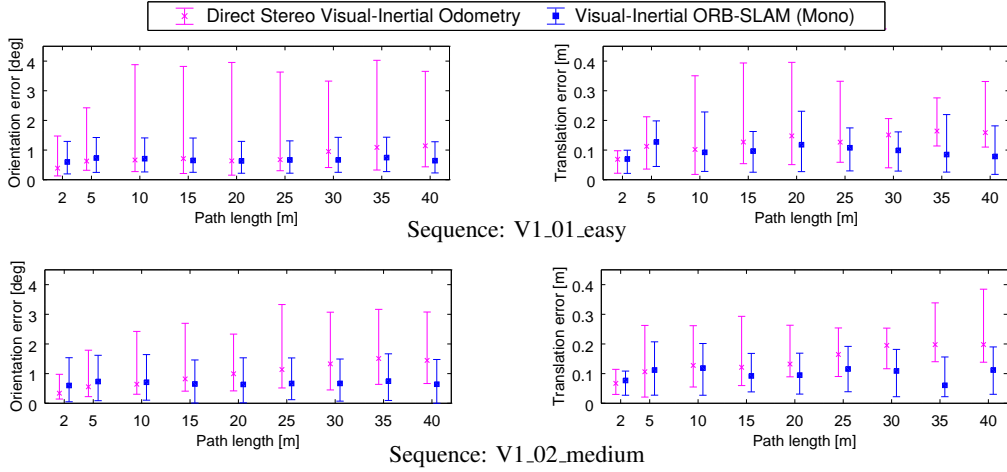 Direct Stereo Visual-Inertial Odometry Visual-Inertial ORB-SLAM (Mono)
Orientation error [deg]
4
3
2
1
0
2 5 10 15 20 25 30 35 40
Path length [m]
Translation error [m]
0.4
0.3
0.2
0.1
0
2 5 10 15 20 25 30 35 40
Path length [m]
Sequence: V1_01_easy
Orientation error [deg]
4
3
2
1
0
2 5 10 15 20 25 30 35 40
Path length [m]
Translation error [m]
0.4
0.3
0.2
0.1
0
2 5 10 15 20 25 30 35 40
Path length [m]
Sequence: V1_02_medium